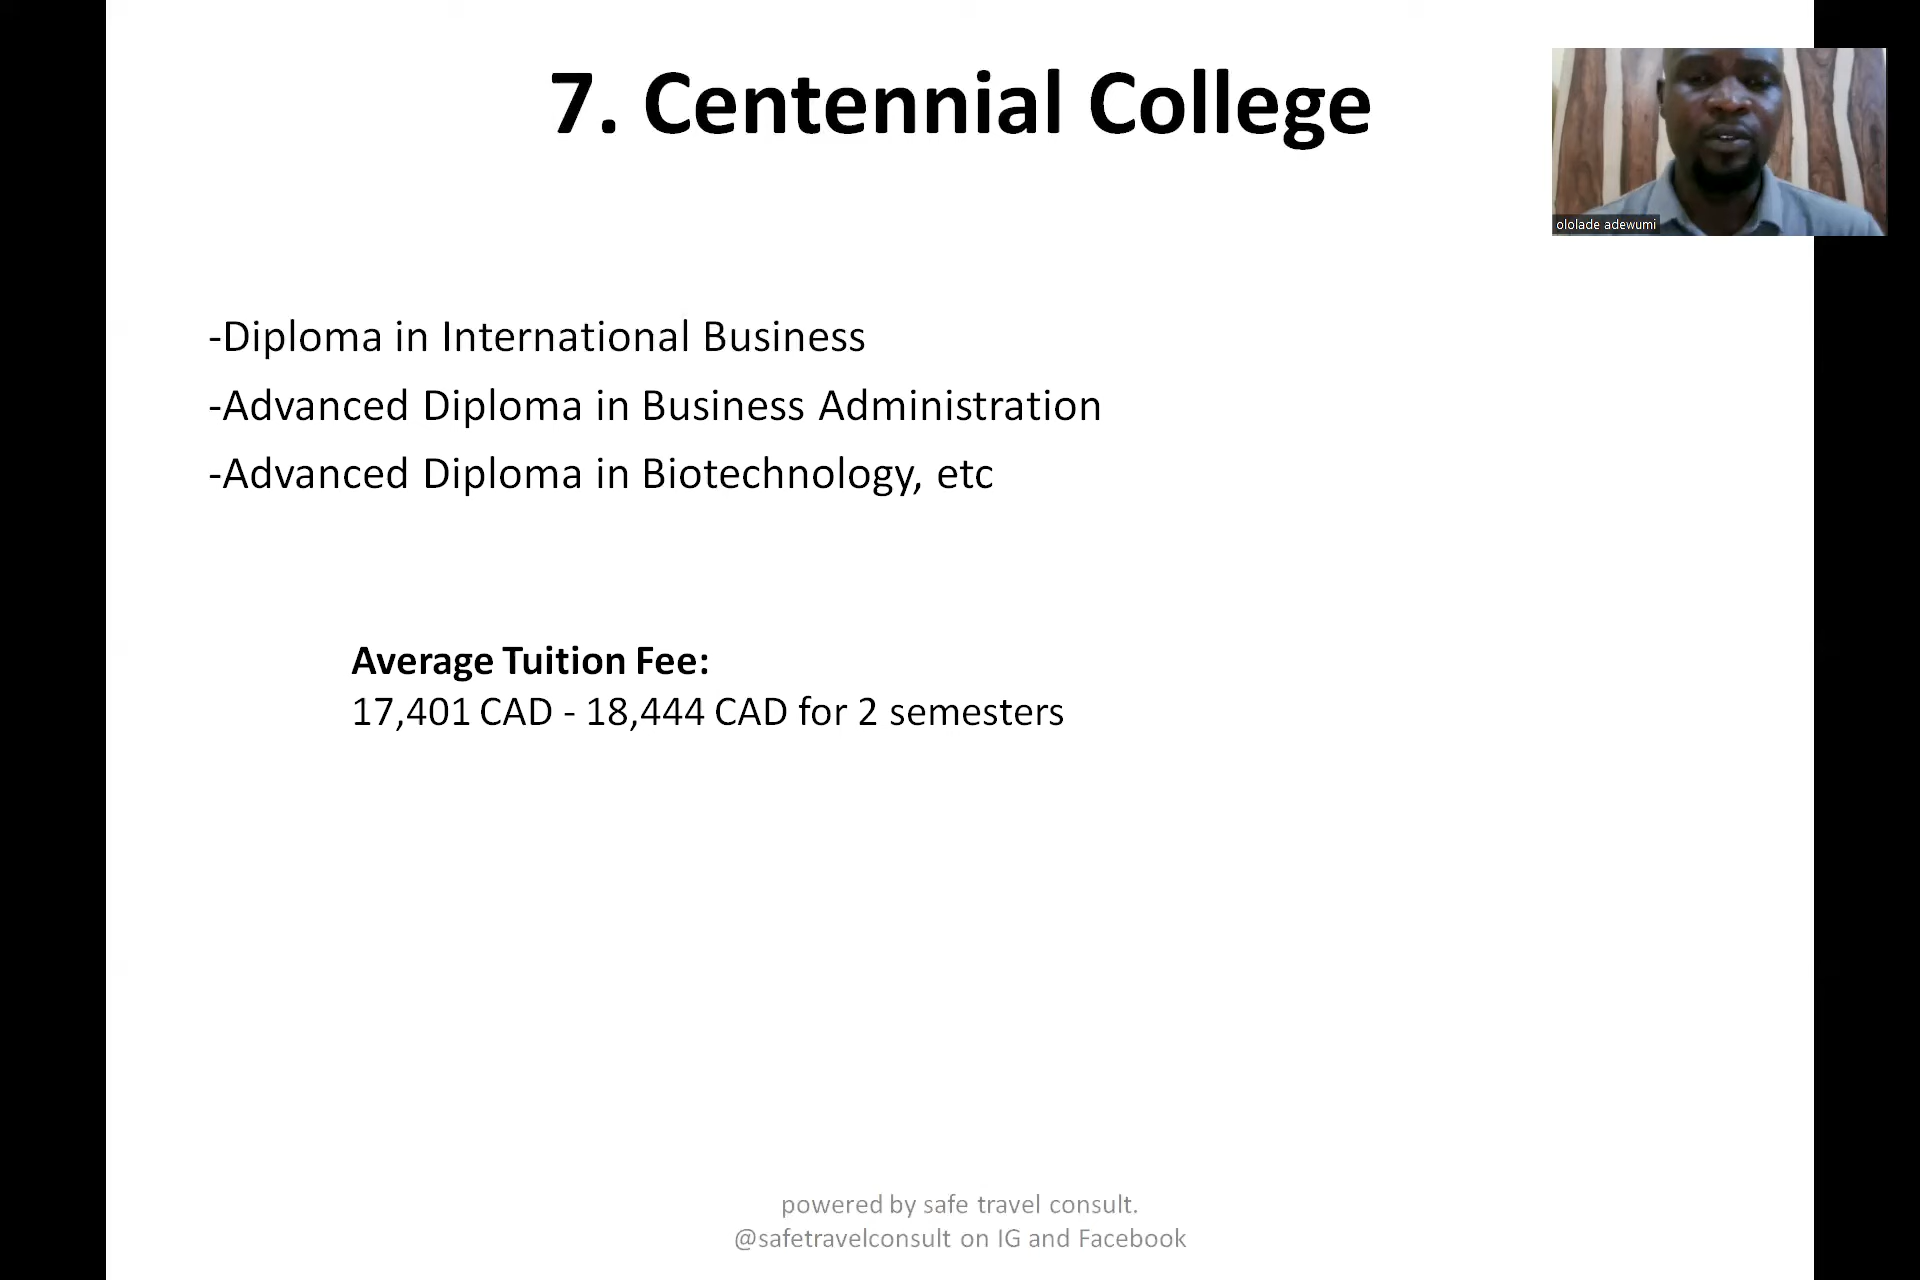 7. Centennial College
ololade adewumi
-Diploma in International Business
-Advanced Diploma in Business Administration
-Advanced Diploma in Biotechnology, etc
Average Tuition Fee:
17,401 CAD - 18,444 CAD for 2 semesters
powered by safe travel consult.
@safetravelconsult on IG and Facebook